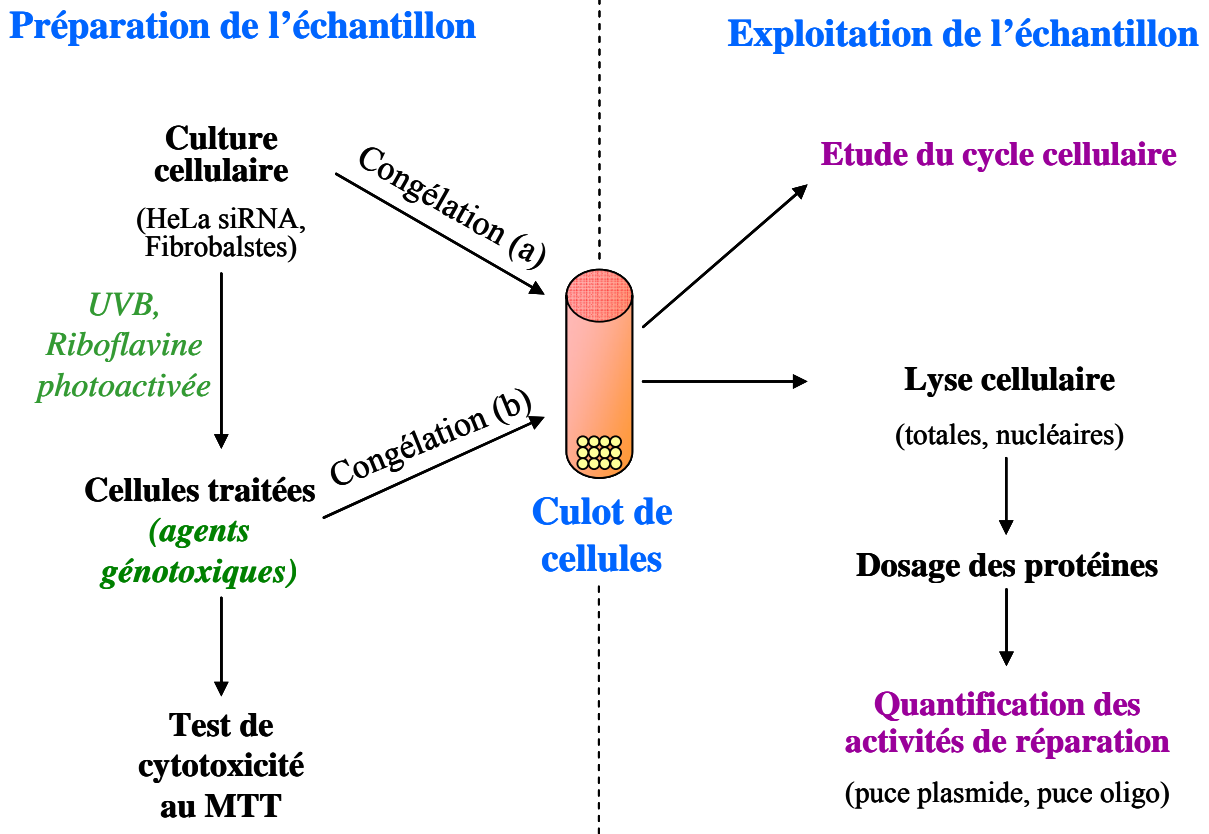 Préparation de l’échantillon
Exploitation de l’échantillon
Culture
cellulaire
(HeLa siRNA,
Fibrobalstes)
Congélation (a)
UVB,
Riboflavine
photoactivée
Cellules traitées
(agents
génotoxiques)
Congélation (b)
Test de
cytotoxicité
au MTT
Culot de
cellules
Etude du cycle cellulaire
Lyse cellulaire
(totales, nucléaires)
Dosage des protéines
Quantification des
activités de réparation
(puce plasmide, puce oligo)